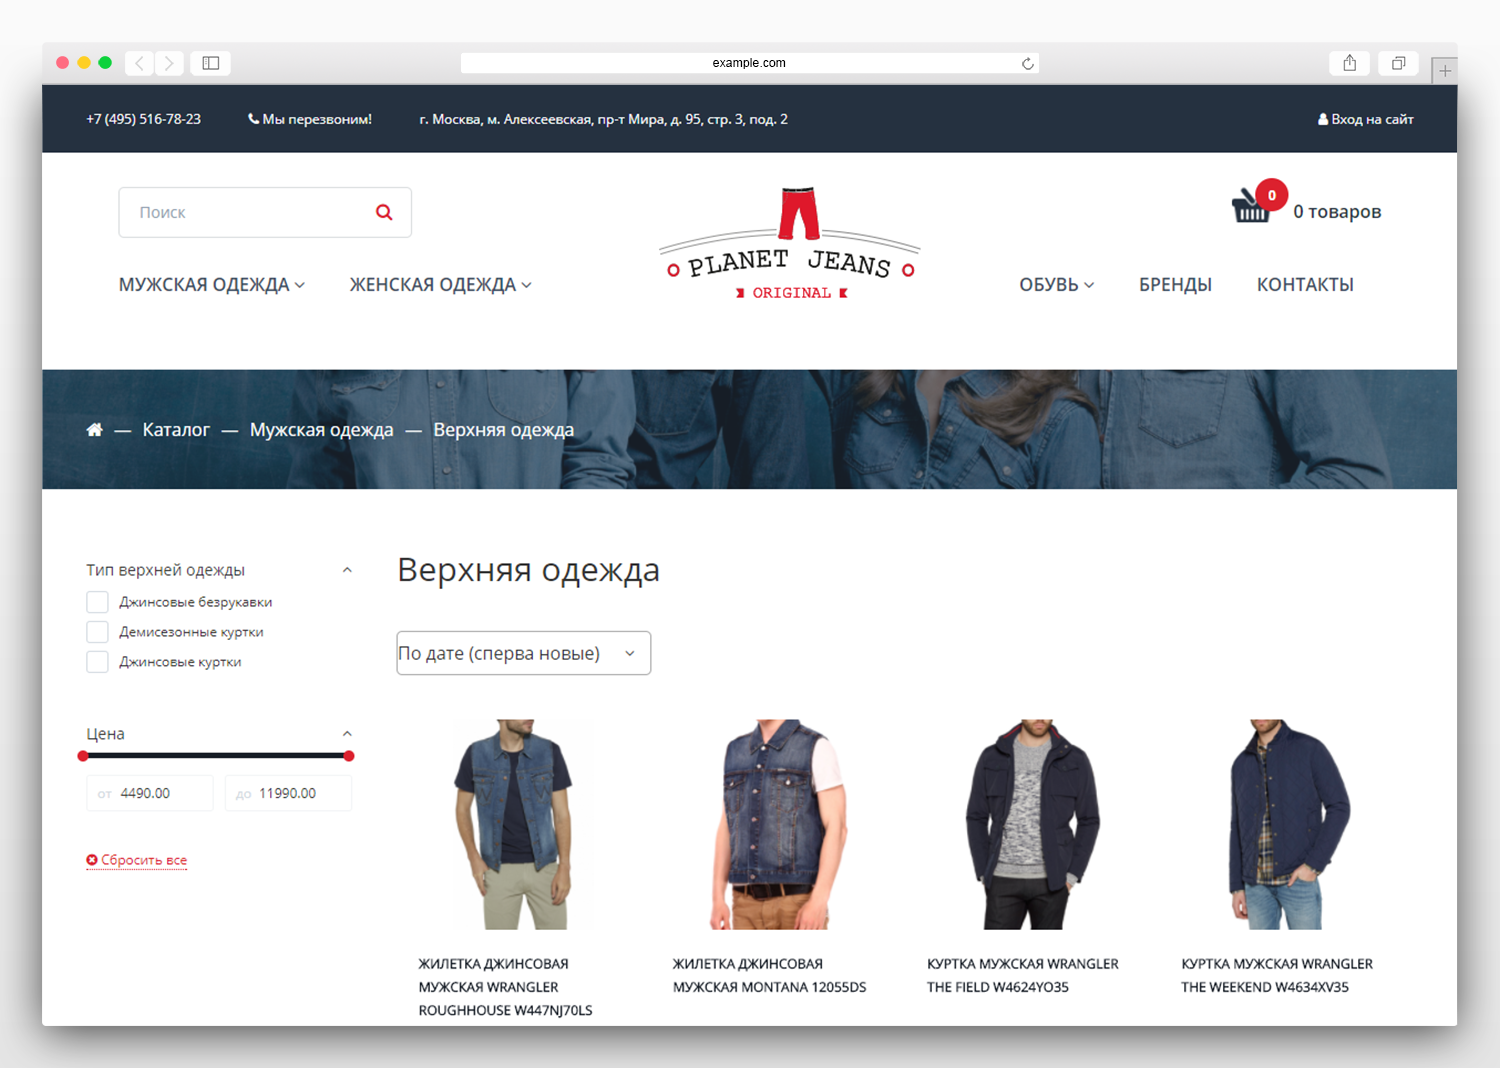 example.com
+7 (495) 516-78-23
Мы перезвоним!
г. Москва, м. Алексеевская, пр-т Мира, д. 95, стр. 3, под. 2
Вход на сайт
Поиск
0
0 товаров
PLANET JEANS
ORIGINAL
МУЖСКАЯ ОДЕЖДА
ЖЕНСКАЯ ОДЕЖДА
ОБУВЬ
БРЕНДЫ
КОНТАКТЫ
— Каталог — Мужская одежда — Верхняя одежда
Тип верхней одежды
Джинсовые безрукавки
Демисезонные куртки
Джинсовые куртки
Цена
от 4490.00
до 11990.00
Сбросить все
Верхняя одежда
По дате (сперва новые)
ЖИЛЕТКА ДЖИНСОВАЯ
МУЖСКАЯ WRANGLER
ROUGHHOUSE W447NJ70LS
ЖИЛЕТКА ДЖИНСОВАЯ
МУЖСКАЯ MONTANA 12055DS
КУРТКА МУЖСКАЯ WRANGLER
THE FIELD W4624YO35
КУРТКА МУЖСКАЯ WRANGLER
THE WEEKEND W4634XV35